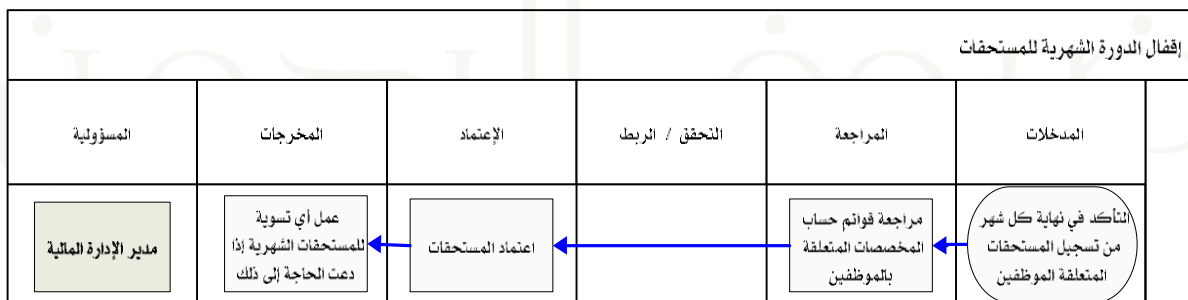 إقفال الدورة الشهرية للمستحقات
المدخلات
المراجعة
التحقق / الربط
الإعتماد
المخرجات
المسؤولية
التأكد في نهاية كل شهر
من تسجيل المستحقات
المتعلقة الموظفين
مراجعة قوائم حساب
المخصصات المتعلقة
بالموظفين
اعتماد المستحقات
عمل أي تسوية
للمستحقات الشهرية إذا
دعت الحاجة إلى ذلك
مدير الإدارة المالية